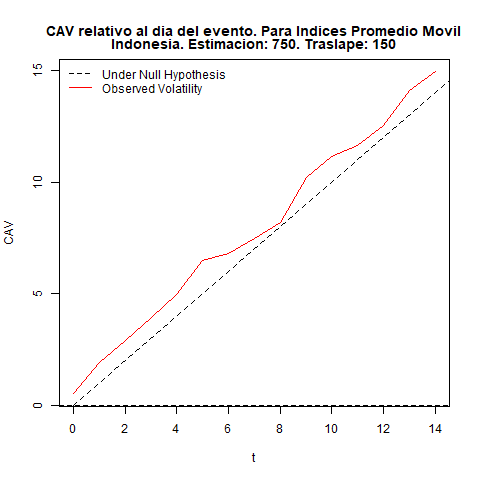 CAV relativo al dia del evento. Para Indices Promedio Movil
Indonesia. Estimacion: 750. Traslape: 150
Under Null Hypothesis
Observed Volatility
15
10
5
0
CAV
0 2 4 6 8 10 12 14
t